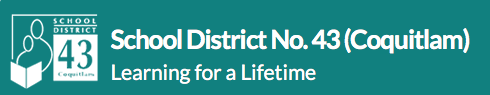 SCHOOL
DISTRICT
43
Coquitlam
School District No. 43 (Coquitlam)
Learning for a Lifetime